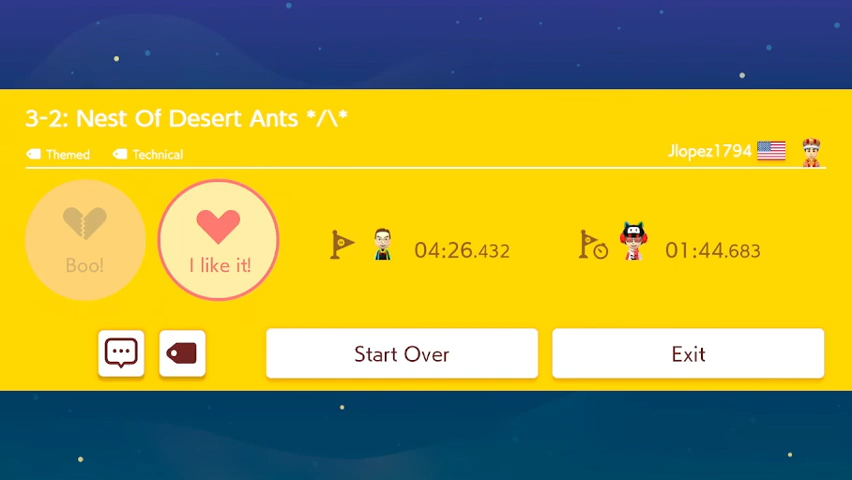 3-2: Nest Of Desert Ants */\*
Themed Technical
Jlopez1794
Boo!
I like it!
04:26.432
01:44.683
Start Over
Exit